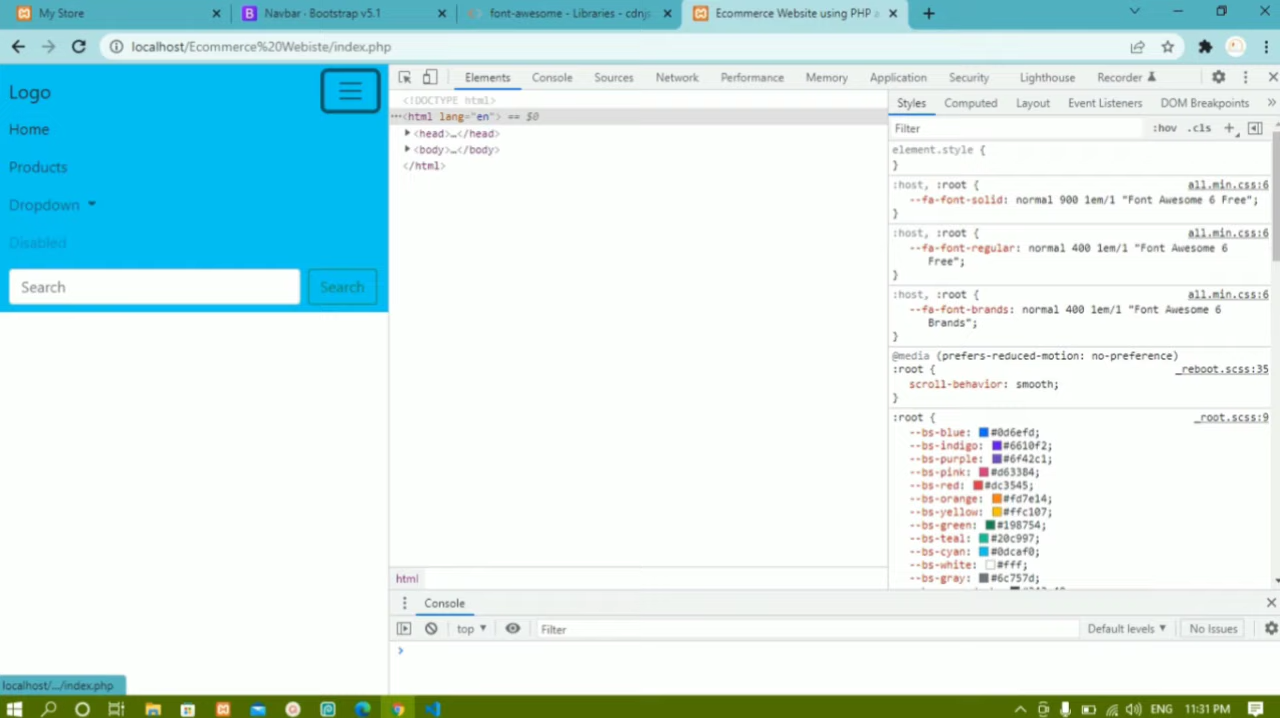 My Store
Navbar · Bootstrap v5.1
font-awesome - Libraries - cdnjs
Ecommerce Website using PHP a
localhost/Ecommerce%20Webiste/index.php
Logo
Home
Products
Dropdown
Disabled
Search
Search
Elements
Console
Sources
Network
Performance
Memory
Application
Security
Lighthouse
Recorder
<!DOCTYPE html>
<html lang="en"> == $0
<head>…</head>
<body>…</body>
</html>
html
Styles
Computed
Layout
Event Listeners
DOM Breakpoints
Filter
:hov
.cls
element.style {
}
:host, :root {
all.min.css:6
--fa-font-solid: normal 900 1em/1 "Font Awesome 6 Free";
}
:host, :root {
all.min.css:6
--fa-font-regular: normal 400 1em/1 "Font Awesome 6
Free";
}
:host, :root {
all.min.css:6
--fa-font-brands: normal 400 1em/1 "Font Awesome 6
Brands";
}
@media (prefers-reduced-motion: no-preference)
:root {
_reboot.scss:35
scroll-behavior: smooth;
}
:root {
_root.scss:9
--bs-blue: #0d6efd;
--bs-indigo: #6610f2;
--bs-purple: #6f42c1;
--bs-pink: #d63384;
--bs-red: #dc3545;
--bs-orange: #fd7e14;
--bs-yellow: #ffc107;
--bs-green: #198754;
--bs-teal: #20c997;
--bs-cyan: #0dcaf0;
--bs-white: #fff;
--bs-gray: #6c757d;
Console
top
Filter
Default levels
No Issues
localhost/.../index.php
ENG
11:31 PM